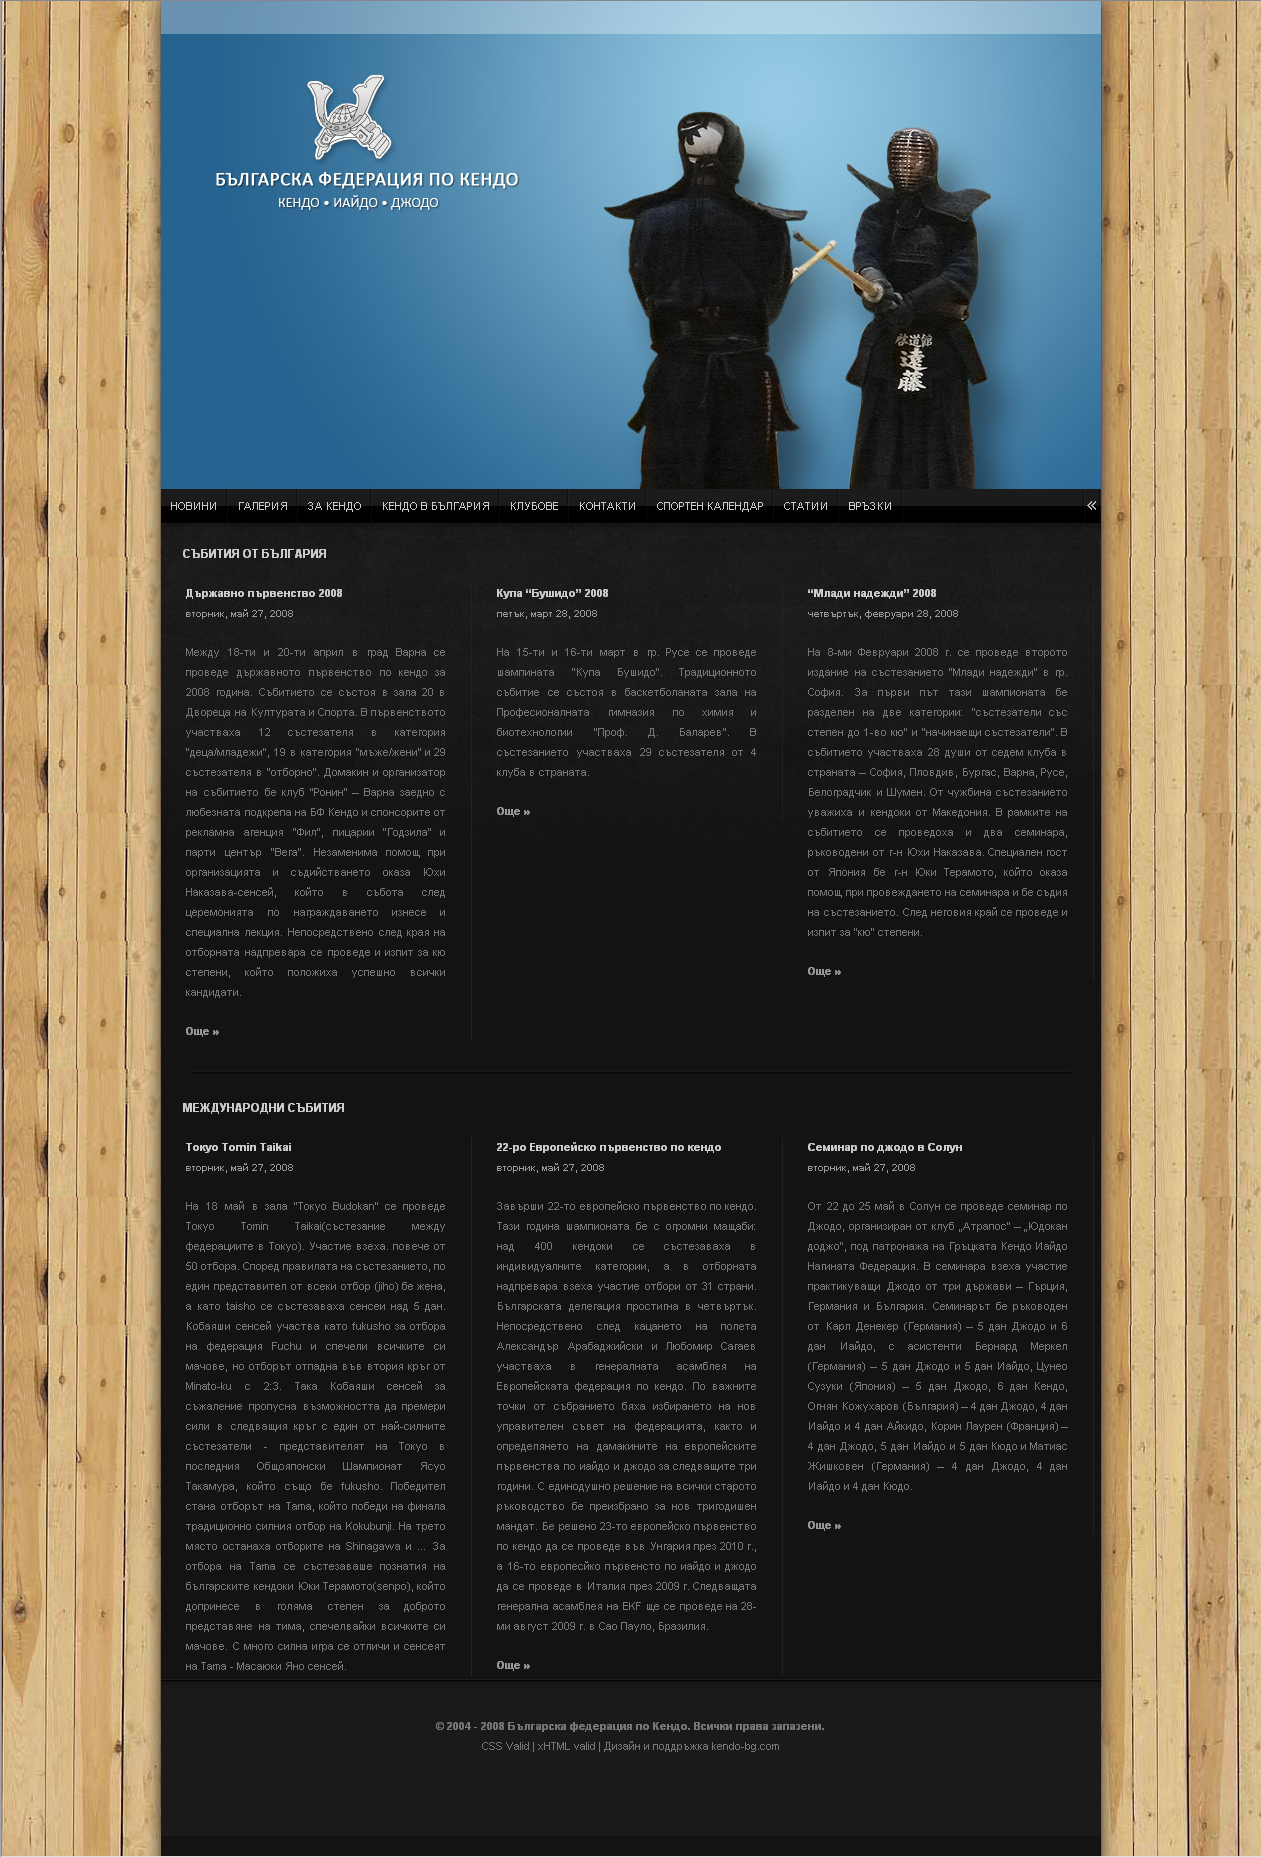 БЪЛГАРСКА ФЕДЕРАЦИЯ ПО КЕНДО
КЕНДО • ИАЙДО • ДЖОДО
啓道館
遠藤
НОВИНИ ГАЛЕРИЯ ЗА КЕНДО КЕНДО В БЪЛГАРИЯ КЛУБОВЕ КОНТАКТИ СПОРТЕН КАЛЕНДАР СТАТИИ ВРЪЗКИ «
СЪБИТИЯ ОТ БЪЛГАРИЯ
Държавно първенство 2008
вторник, май 27, 2008
Между 18-ти и 20-ти април в град Варна се
проведе държавното първенство по кендо за
2008 година. Събитието се състоя в зала 20 в
Двореца на Културата и Спорта. В първенството
участваха 12 състезателя в категория
"деца/младежи", 19 в категория "мъже/жени" и 29
състезателя в "отборно". Домакин и организатор
на събитието бе клуб "Ронин" – Варна заедно с
любезната подкрепа на БФ Кендо и спонсорите от
рекламна агенция "Фил", пицарии "Годзила" и
парти център "Вега". Незаменима помощ при
организацията и съдийстването оказа Юхи
Наказава-сенсей, който в събота след
церемонията по награждаването изнесе и
специална лекция. Непосредствено след края на
отборната надпревара се проведе и изпит за кю
степени, който положиха успешно всички
кандидати.
Още »
Купа “Бушидо” 2008
петък, март 28, 2008
На 15-ти и 16-ти март в гр. Русе се проведе
шампината "Купа Бушидо". Традиционното
събитие се състоя в баскетболаната зала на
Професионалната гимназия по химия и
биотехнологии "Проф. Д. Баларев". В
състезанието участваха 29 състезателя от 4
клуба в страната.
Още »
“Млади надежди” 2008
четвъртък, февруари 28, 2008
На 8-ми Февруари 2008 г. се проведе второто
издание на състезанието "Млади надежди" в гр.
София. За първи път тази шампионата бе
разделен на две категории: "състезатели със
степен до 1-во кю" и "начинаещи състезатели". В
събитието участваха 28 души от седем клуба в
страната – София, Пловдив, Бургас, Варна, Русе,
Белоградчик и Шумен. От чужбина състезанието
уважиха и кендоки от Македония. В рамките на
събитието се проведоха и два семинара,
ръководени от г-н Юхи Наказава. Специален гост
от Япония бе г-н Юки Терамото, който оказа
помощ при провеждането на семинара и бе съдия
на състезанието. След неговия край се проведе и
изпит за "кю" степени.
Още »
МЕЖДУНАРОДНИ СЪБИТИЯ
Токуо Tomin Taikai
вторник, май 27, 2008
На 18 май в зала "Токуо Budokan" се проведе
Токуо Tomin Taikai(състезание между
федерациите в Токуо). Участие взеха. повече от
50 отбора. Според правилата на състезанието, по
един представител от всеки отбор (jiho) бе жена,
а като taisho се състезаваха сенсеи над 5 дан.
Кобаяши сенсей участва като fukusho за отбора
на федерация Fuchu и спечели всичките си
мачове, но отборът отпадна във втория кръг от
Minato-ku с 2:3. Така Кобаяши сенсей за
съжаление пропусна възможността да премери
сили в следващия кръг с един от най-силните
състезатели - представителят на Токуо в
последния Общояпонски Шампионат Ясуо
Такамура, който също бе fukusho. Победител
стана отборът на Tama, който победи на финала
традиционно силния отбор на Kokubunji. На трето
място останаха отборите на Shinagawa и ... За
отбора на Tama се състезаваше познатия на
българските кендоки Юки Терамото(senpo), който
допринесе в голяма степен за доброто
представяне на тима, спечелвайки всичките си
мачове. С много силна игра се отличи и сенсеят
на Tama - Масаюки Яно сенсей.
22-ро Европейско първенство по кендо
вторник, май 27, 2008
Завърши 22-то европейско първенство по кендо.
Тази година шампионата бе с огромни мащаби:
над 400 кендоки се състезаваха в
индивидуалните категории, а в отборната
надпревара взеха участие отбори от 31 страни.
Българската делегация простигна в четвъртък.
Непосредствено след кацането на полета
Александър Арабаджийски и Любомир Сагаев
участваха в генералната асамблея на
Европейската федерация по кендо. По важните
точки от събранието бяха избирането на нов
управителен съвет на федерацията, както и
определянето на дамакините на европейските
първенства по иайдо и джодо за следващите три
години. С единодушно решение на всички старото
ръководство бе преизбрано за нов тригодишен
мандат. Бе решено 23-то европейско първенство
по кендо да се проведе във Унгария през 2010 г.,
а 16-то европесйко първенсто по иайдо и джодо
да се проведе в Италия през 2009 г. Следващата
генерална асамблея на EKF ще се проведе на 28-
ми август 2009 г. в Сао Пауло, Бразилия.
Още »
Семинар по джодо в Солун
вторник, май 27, 2008
От 22 до 25 май в Солун се проведе семинар по
Джодо, организиран от клуб „Атрапос” – „Юдокан
доджо”, под патронажа на Гръцката Кендо Иайдо
Нагината Федерация. В семинара взеха участие
практикуващи Джодо от три държави – Гърция,
Германия и България. Семинарът бе ръководен
от Карл Денекер (Германия) – 5 дан Джодо и 6
дан Иайдо, с асистенти Бернард Меркел
(Германия) – 5 дан Джодо и 5 дан Иайдо, Цунео
Сузуки (Япония) – 5 дан Джодо, 6 дан Кендо,
Огнян Кожухаров (България) – 4 дан Джодо, 4 дан
Иайдо и 4 дан Айкидо, Корин Лаурен (Франция) –
4 дан Джодо, 5 дан Иайдо и 5 дан Кюдо и Матиас
Жишковен (Германия) – 4 дан Джодо, 4 дан
Иайдо и 4 дан Кюдо.
Още »
© 2004 - 2008 Българска федерация по Кендо. Всички права запазени.
CSS Valid | xHTML valid | Дизайн и поддръжка kendo-bg.com